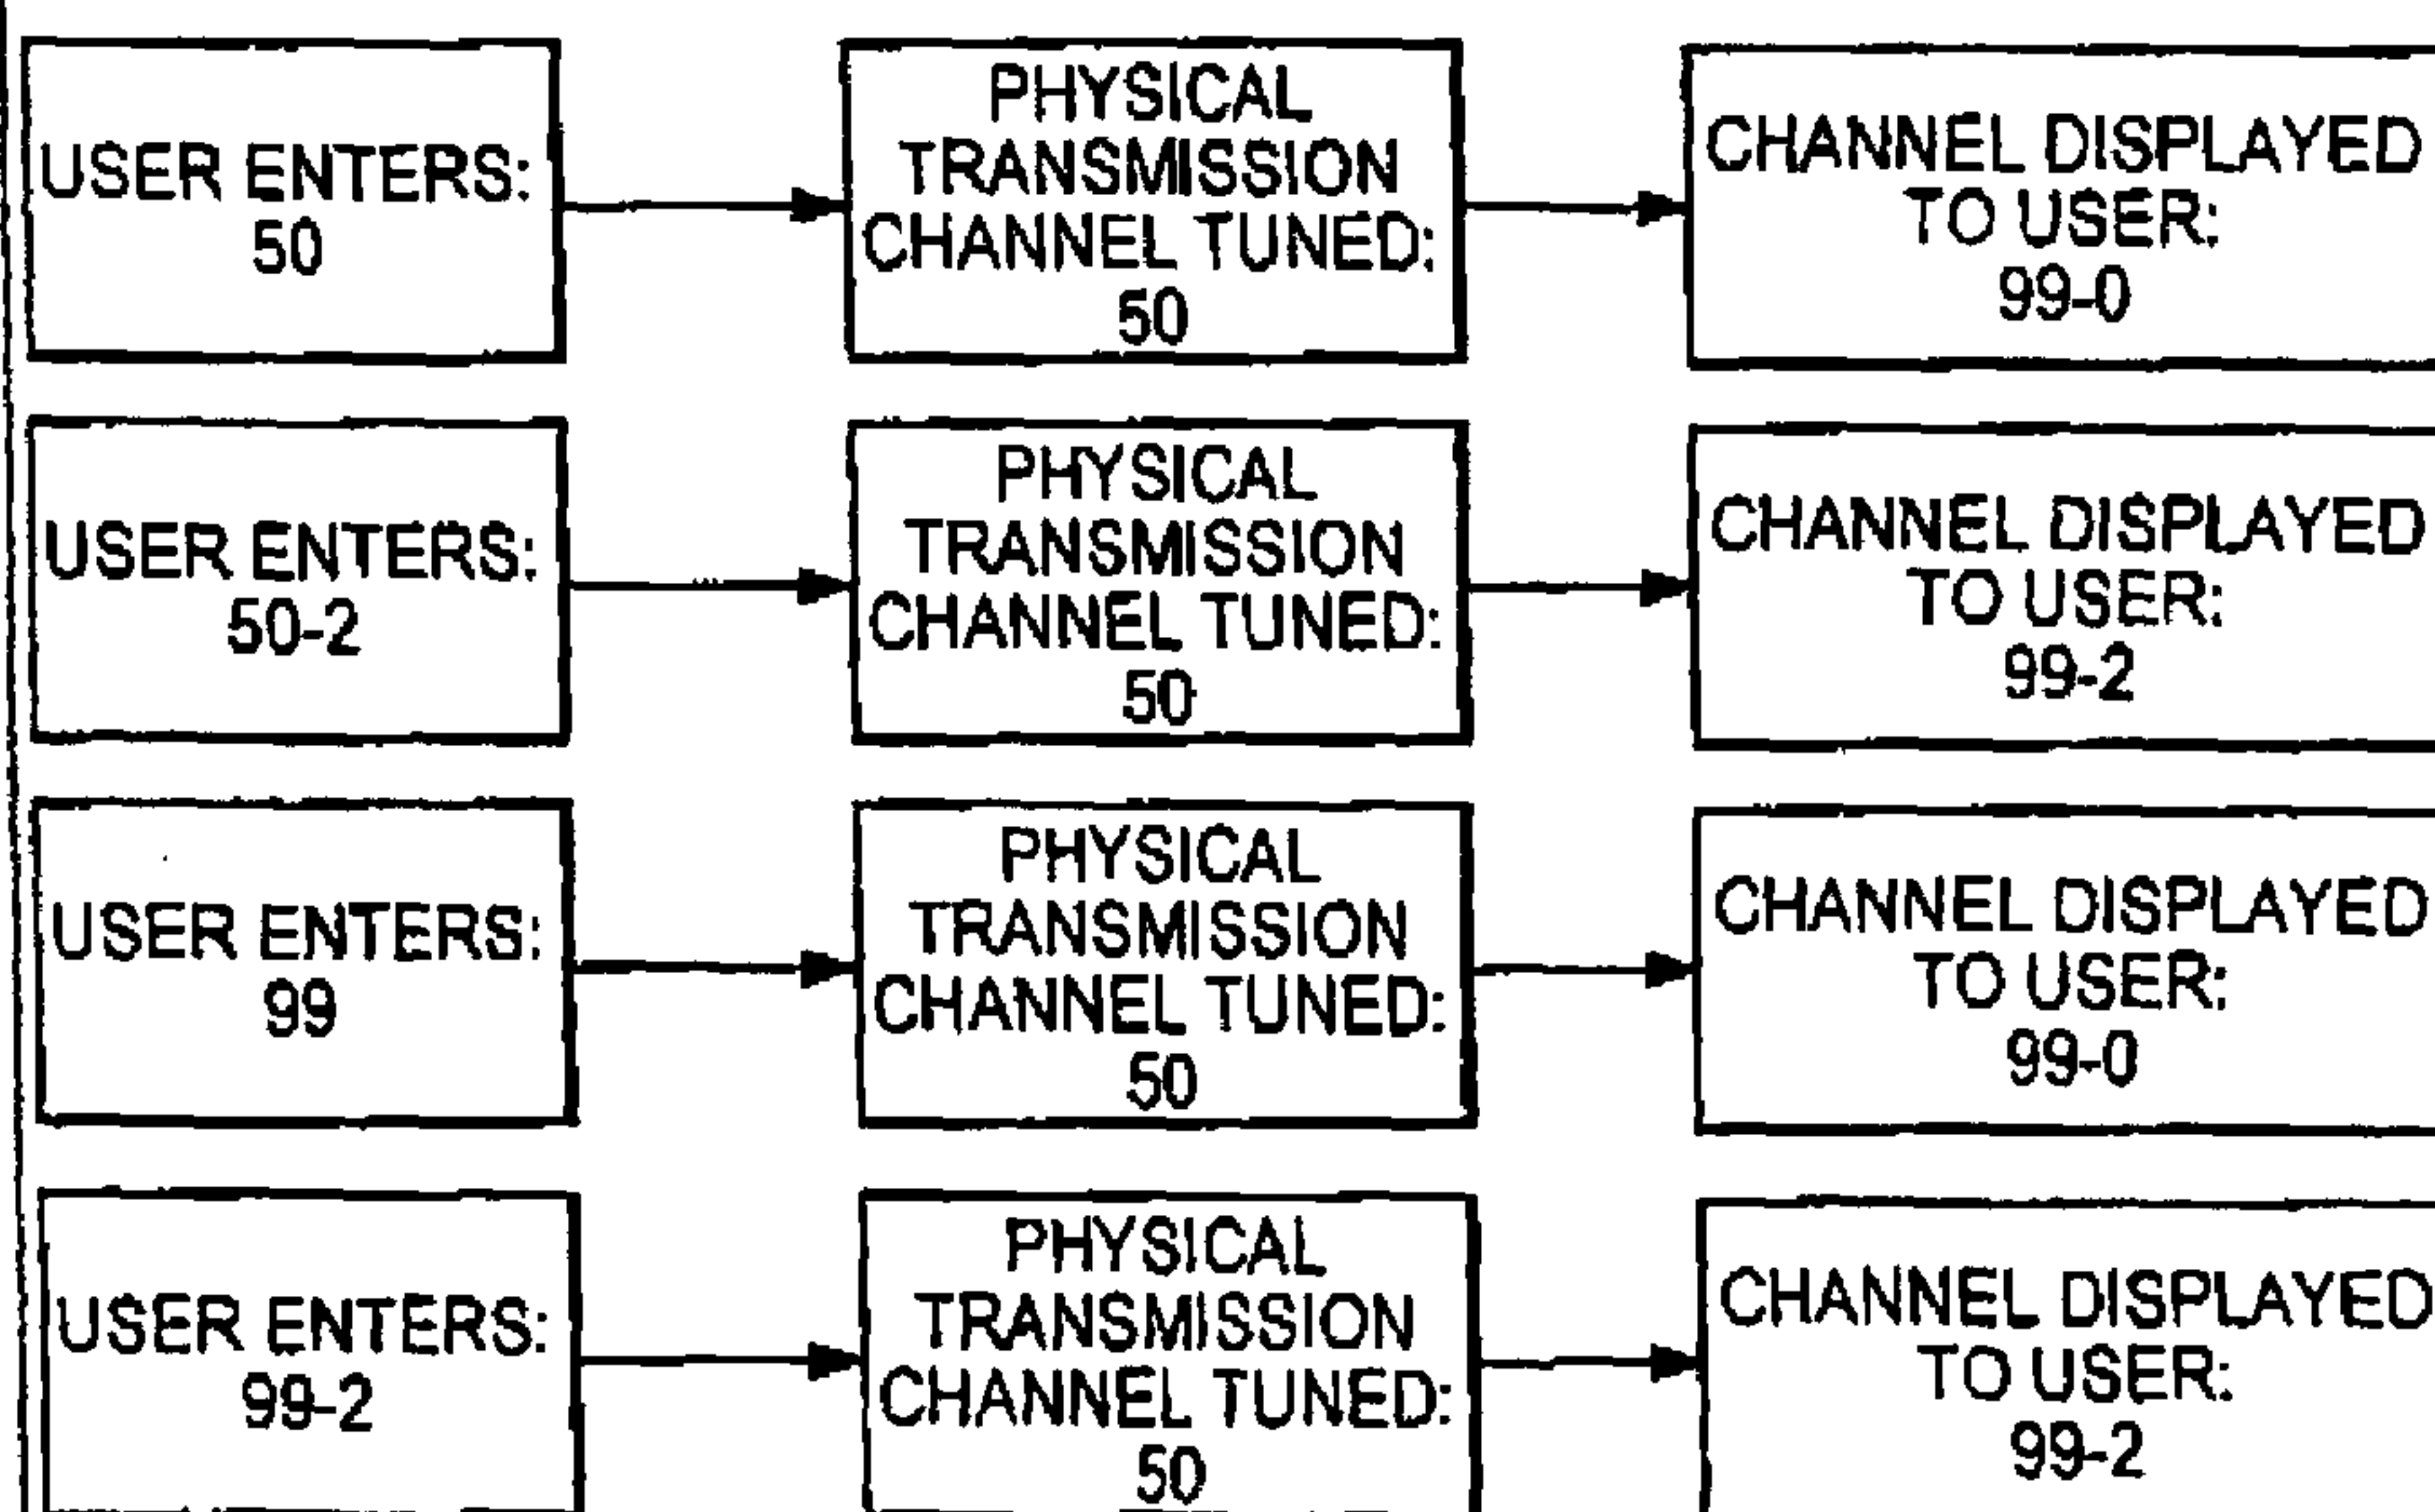 USER ENTERS:
50
PHYSICAL
TRANSMISSION
CHANNEL TUNED:
50
CHANNEL DISPLAYED
TO USER:
99-0
USER ENTERS:
50-2
PHYSICAL
TRANSMISSION
CHANNEL TUNED:
50
CHANNEL DISPLAYED
TO USER:
99-2
USER ENTERS:
99
PHYSICAL
TRANSMISSION
CHANNEL TUNED:
50
CHANNEL DISPLAYED
TO USER:
99-0
USER ENTERS:
99-2
PHYSICAL
TRANSMISSION
CHANNEL TUNED:
50
CHANNEL DISPLAYED
TO USER:
99-2